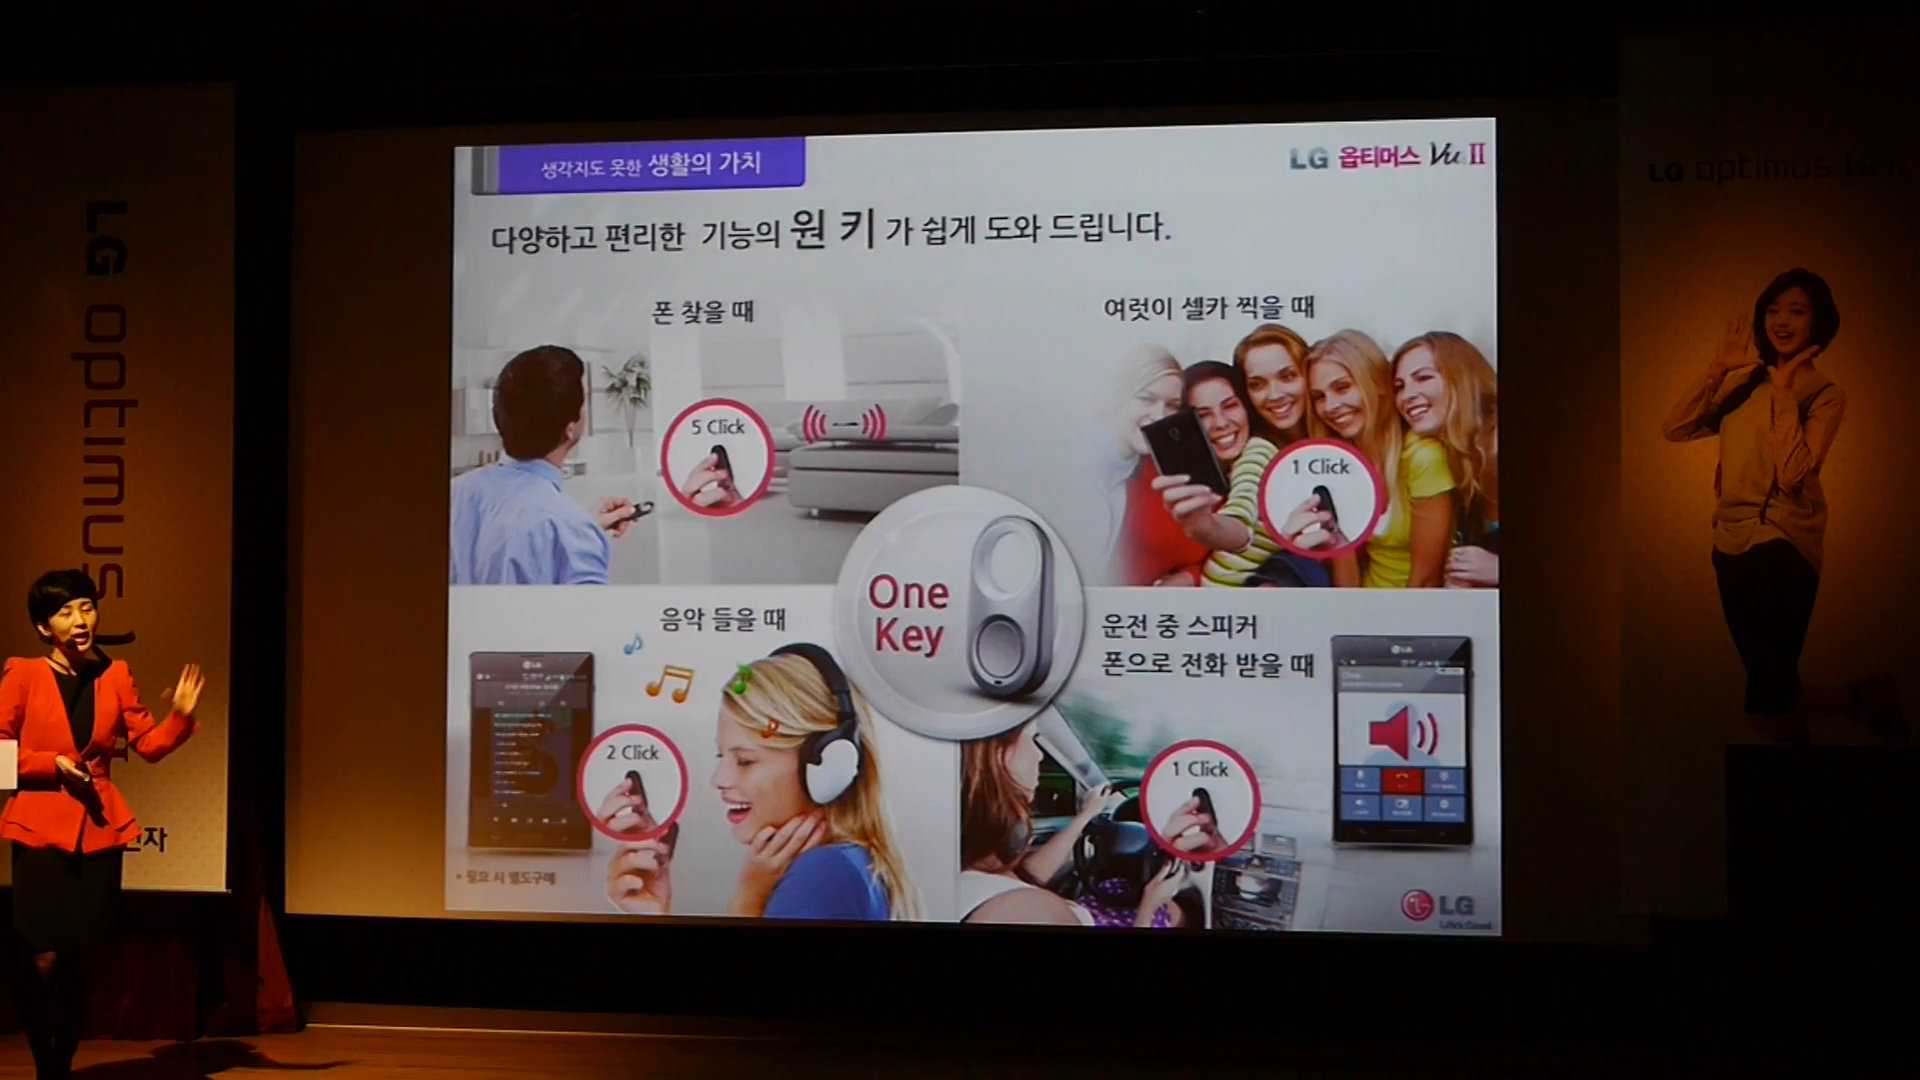 생각지도 못한 생활의 가치
LG 옵티머스 Vu: II
다양하고 편리한 기능의 원 키 가 쉽게 도와 드립니다.
폰 찾을 때
5 Click
여럿이 셀카 찍을 때
1 Click
One
Key
음악 들을 때
2 Click
운전 중 스피커
폰으로 전화 받을 때
1 Click
LG
LG
* 필요 시 별도구매
LG
Life's Good
LG optimus
LG optimus